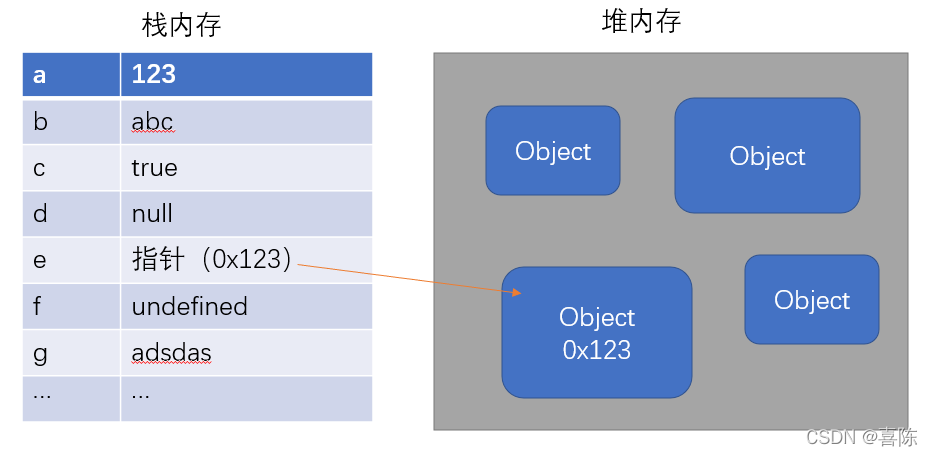 栈内存
堆内存
a 123
b abc
c true
d null
e 指针（0x123）
f undefined
g adsdas
... ...
Object
Object
Object
0x123
Object
CSDN @喜陈